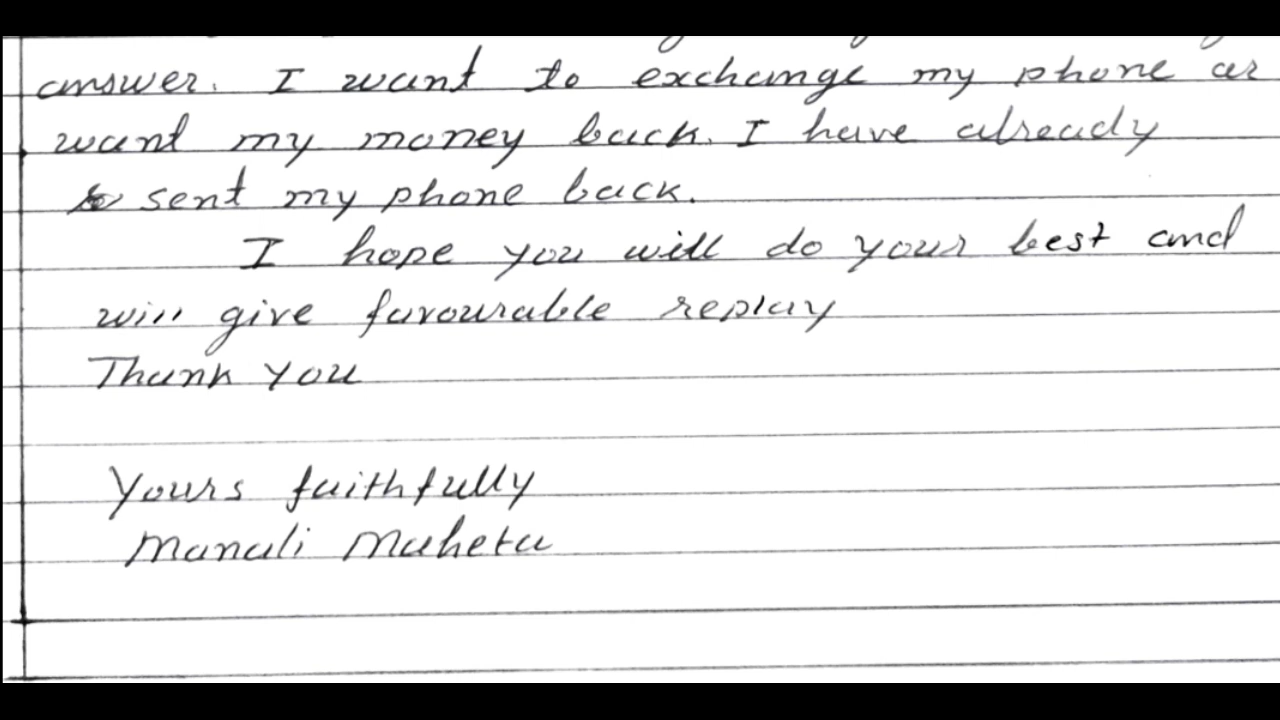 answer. I want to exchange my phone or
want my money back. I have already
sent my phone back.
I hope you will do your best and
will give favourable replay
Thank you
Yours faithfully
Manali Maheta